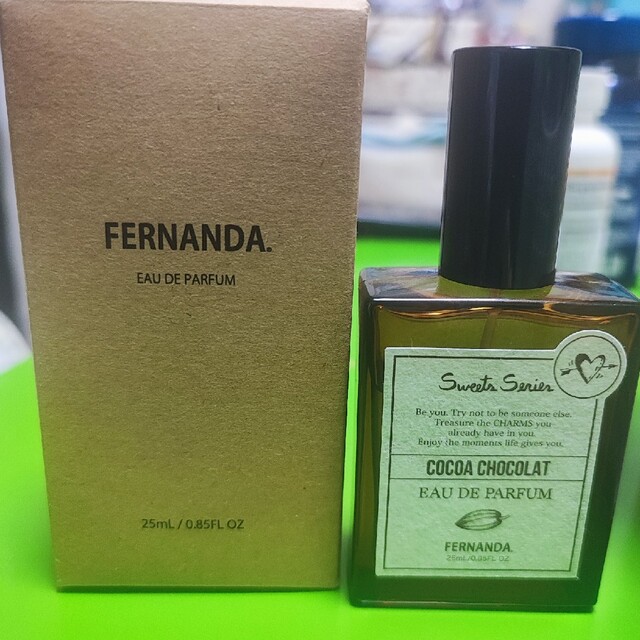 FERNANDA.
EAU DE PARFUM
25mL / 0.85FL OZ
Sweets Series
Be you. Try not to be someone else.
Treasure the CHARMS you
already have in you.
Enjoy the moments life gives you.
COCOA CHOCOLAT
EAU DE PARFUM
FERNANDA.
25mL / 0.85FL OZ